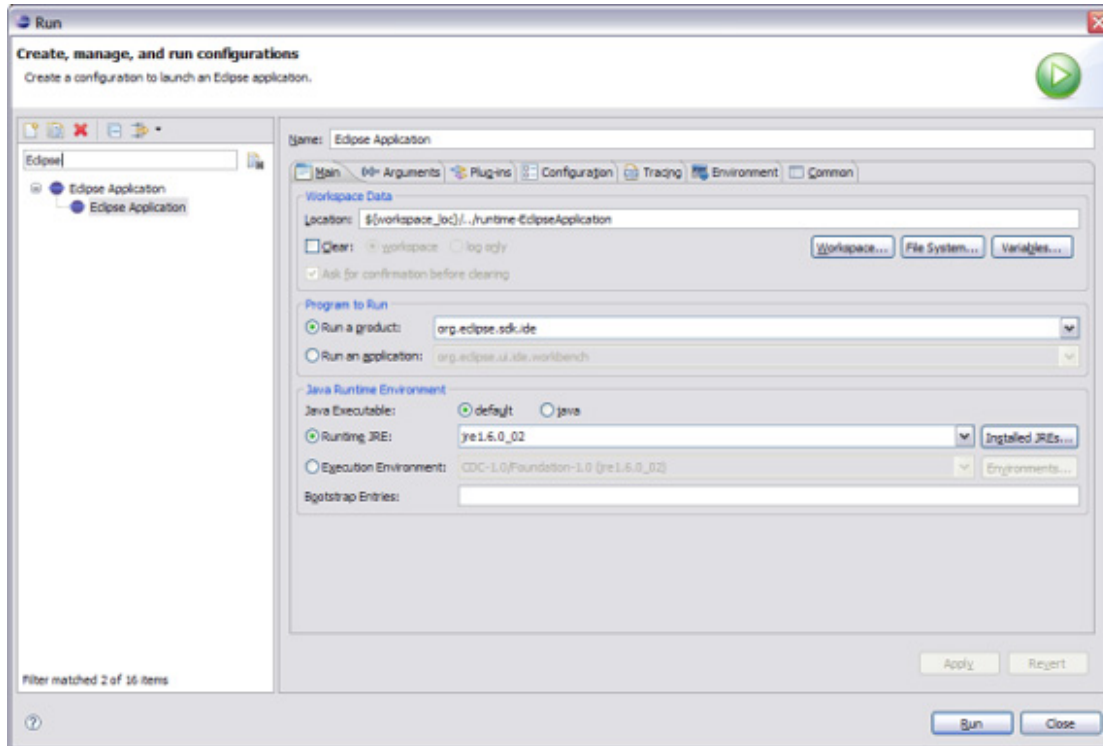 Run
Create, manage, and run configurations
Create a configuration to launch an Eclipse application.
Eclipse
Eclipse Application
Eclipse Application
Filter matched 2 of 16 items
Name: Eclipse Application
Main Arguments Plug-ins Configuration Tracing Environment Common
Workspace Data
Location: ${workspace_loc}/../runtime-EclipseApplication
Clear: workspace log only Workspace... File System... Variables...
Ask for confirmation before clearing
Program to Run
Run a product: org.eclipse.sdk.ide
Run an application: org.eclipse.ui.ide.workbench
Java Runtime Environment
Java Executable: default java
Runtime JRE: jre1.6.0_02 Installed JREs...
Execution Environment: CDC-1.0/Foundation-1.0 (jre1.6.0_02) Environments...
Bootstrap Entries:
Apply Revert
Run Close